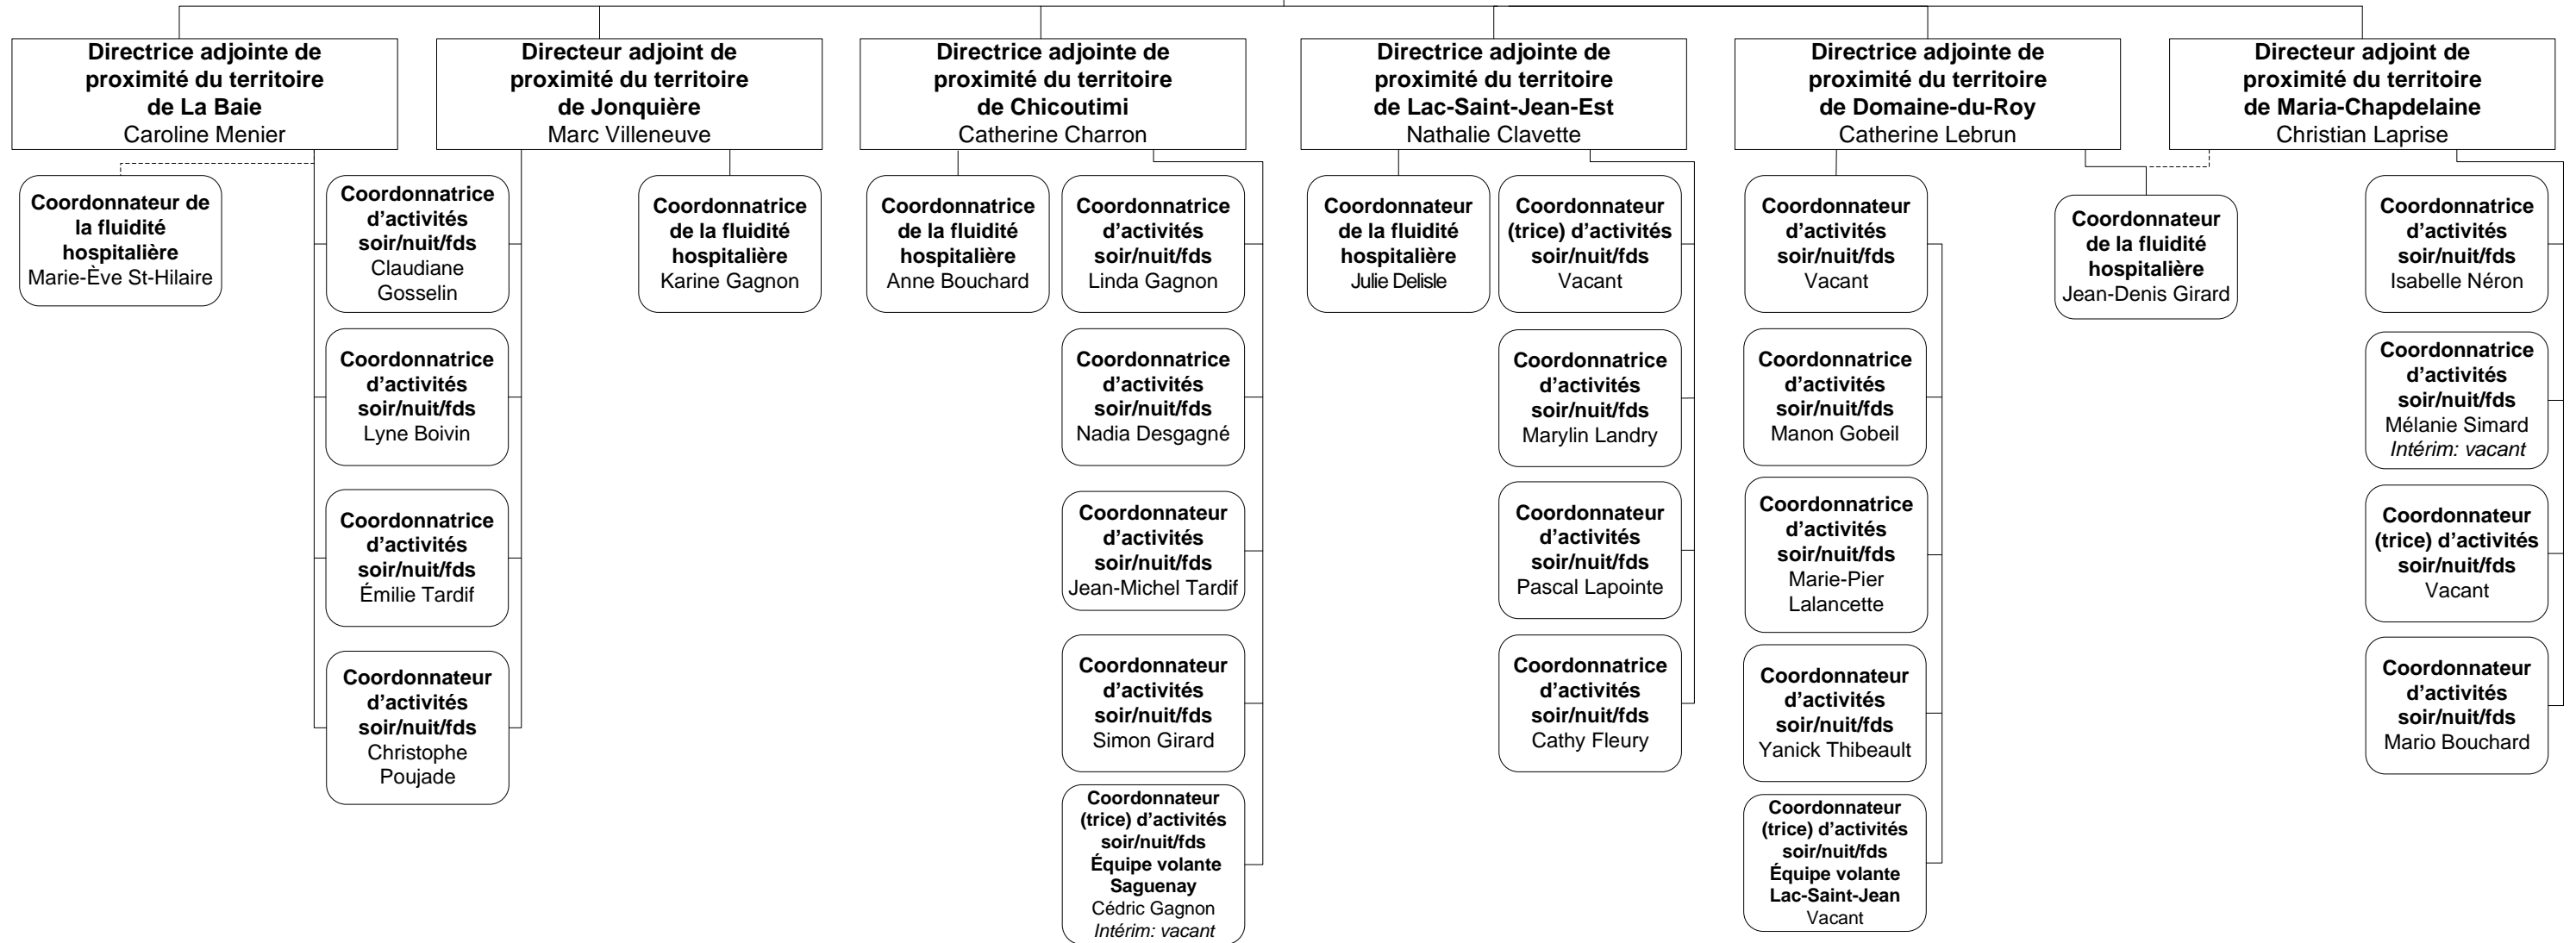 Directrice adjointe de
proximité du territoire
de La Baie
Caroline Menier
Directeur adjoint de
proximité du territoire
de Jonquière
Marc Villeneuve
Directrice adjointe de
proximité du territoire
de Chicoutimi
Catherine Charron
Directrice adjointe de
proximité du territoire
de Lac-Saint-Jean-Est
Nathalie Clavette
Directrice adjointe de
proximité du territoire
de Domaine-du-Roy
Catherine Lebrun
Directeur adjoint de
proximité du territoire
de Maria-Chapdelaine
Christian Laprise
Coordonnateur de
la fluidité
hospitalière
Marie-Ève St-Hilaire
Coordonnatrice
d’activités
soir/nuit/fds
Claudiane
Gosselin
Coordonnatrice
d’activités
soir/nuit/fds
Lyne Boivin
Coordonnatrice
d’activités
soir/nuit/fds
Émilie Tardif
Coordonnateur
d’activités
soir/nuit/fds
Christophe
Poujade
Coordonnatrice
de la fluidité
hospitalière
Karine Gagnon
Coordonnatrice
de la fluidité
hospitalière
Anne Bouchard
Coordonnatrice
d’activités
soir/nuit/fds
Linda Gagnon
Coordonnatrice
d’activités
soir/nuit/fds
Nadia Desgagné
Coordonnateur
d’activités
soir/nuit/fds
Jean-Michel Tardif
Coordonnateur
d’activités
soir/nuit/fds
Simon Girard
Coordonnateur
(trice) d’activités
soir/nuit/fds
Équipe volante
Saguenay
Cédric Gagnon
Intérim: vacant
Coordonnateur
de la fluidité
hospitalière
Julie Delisle
Coordonnateur
(trice) d’activités
soir/nuit/fds
Vacant
Coordonnatrice
d’activités
soir/nuit/fds
Marylin Landry
Coordonnateur
d’activités
soir/nuit/fds
Pascal Lapointe
Coordonnatrice
d’activités
soir/nuit/fds
Cathy Fleury
Coordonnateur
d’activités
soir/nuit/fds
Vacant
Coordonnatrice
d’activités
soir/nuit/fds
Manon Gobeil
Coordonnatrice
d’activités
soir/nuit/fds
Marie-Pier
Lalancette
Coordonnateur
d’activités
soir/nuit/fds
Yanick Thibeault
Coordonnateur
(trice) d’activités
soir/nuit/fds
Équipe volante
Lac-Saint-Jean
Vacant
Coordonnateur
de la fluidité
hospitalière
Jean-Denis Girard
Coordonnatrice
d’activités
soir/nuit/fds
Isabelle Néron
Coordonnatrice
d’activités
soir/nuit/fds
Mélanie Simard
Intérim: vacant
Coordonnateur
(trice) d’activités
soir/nuit/fds
Vacant
Coordonnateur
d’activités
soir/nuit/fds
Mario Bouchard